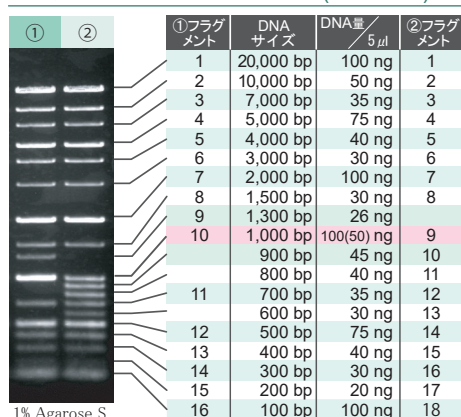 ① ②
①フラグメント DNAサイズ DNA量/5μl ②フラグメント
1 20,000 bp 100 ng 1
2 10,000 bp 50 ng 2
3 7,000 bp 35 ng 3
4 5,000 bp 75 ng 4
5 4,000 bp 40 ng 5
6 3,000 bp 30 ng 6
7 2,000 bp 100 ng 7
8 1,500 bp 30 ng 8
9 1,300 bp 26 ng
10 1,000 bp 100(50) ng 9
900 bp 45 ng 10
800 bp 40 ng 11
11 700 bp 35 ng 12
600 bp 30 ng 13
12 500 bp 75 ng 14
13 400 bp 40 ng 15
14 300 bp 30 ng 16
15 200 bp 20 ng 17
16 100 bp 100 ng 18
1% Agarose S